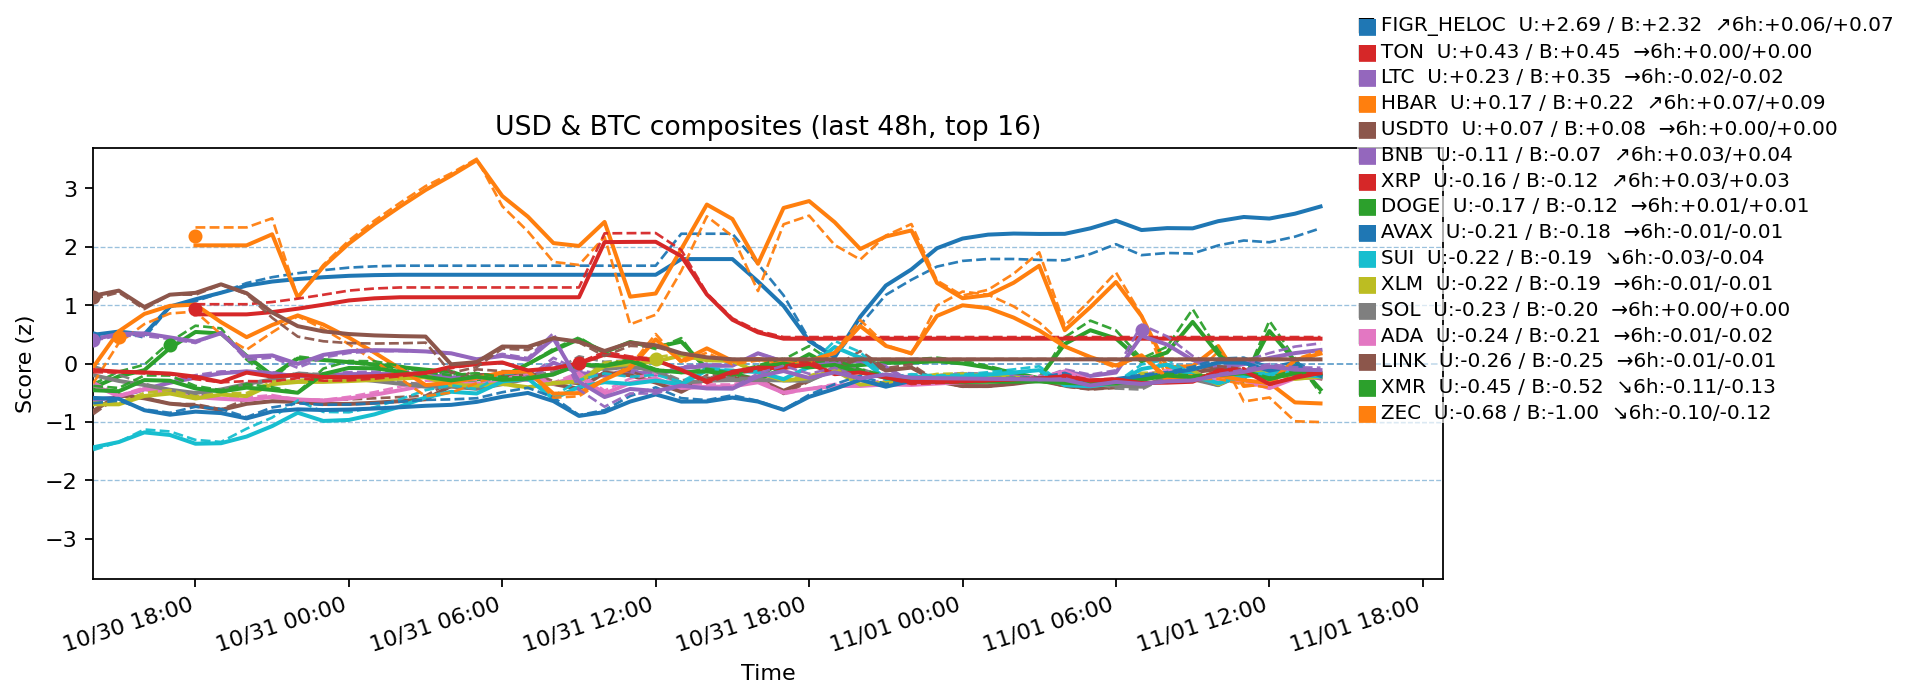 FIGR_HELOC  U:+2.69 / B:+2.32  ↗6h:+0.06/+0.07
TON  U:+0.43 / B:+0.45  →6h:+0.00/+0.00
LTC  U:+0.23 / B:+0.35  →6h:-0.02/-0.02
HBAR  U:+0.17 / B:+0.22  ↗6h:+0.07/+0.09
USDT0  U:+0.07 / B:+0.08  →6h:+0.00/+0.00
BNB  U:-0.11 / B:-0.07  ↗6h:+0.03/+0.04
XRP  U:-0.16 / B:-0.12  ↗6h:+0.03/+0.03
DOGE  U:-0.17 / B:-0.12  →6h:+0.01/+0.01
AVAX  U:-0.21 / B:-0.18  →6h:-0.01/-0.01
SUI  U:-0.22 / B:-0.19  ↘6h:-0.03/-0.04
XLM  U:-0.22 / B:-0.19  →6h:-0.01/-0.01
SOL  U:-0.23 / B:-0.20  →6h:+0.00/+0.00
ADA  U:-0.24 / B:-0.21  →6h:-0.01/-0.02
LINK  U:-0.26 / B:-0.25  →6h:-0.01/-0.01
XMR  U:-0.45 / B:-0.52  ↘6h:-0.11/-0.13
ZEC  U:-0.68 / B:-1.00  ↘6h:-0.10/-0.12
USD & BTC composites (last 48h, top 16)
Score (z)
3
2
1
0
−1
−2
−3
10/30 18:00
10/31 00:00
10/31 06:00
10/31 12:00
10/31 18:00
11/01 00:00
11/01 06:00
11/01 12:00
11/01 18:00
Time